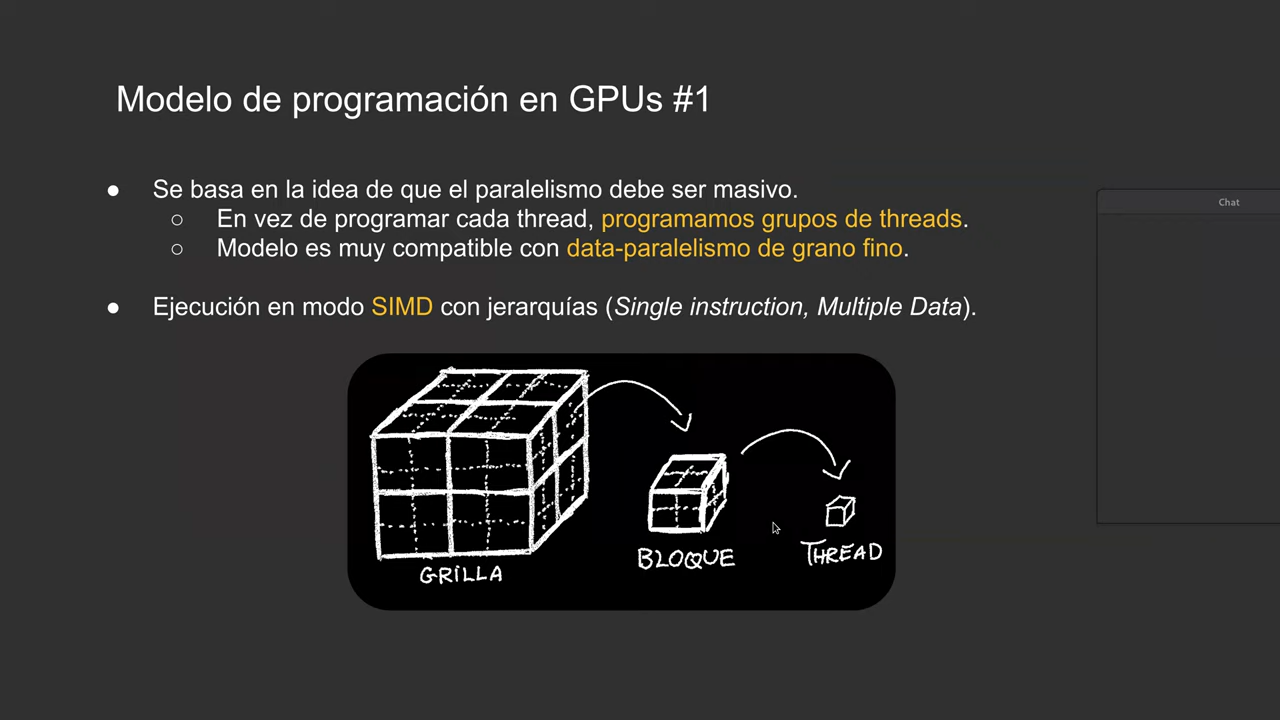 Modelo de programación en GPUs #1
● Se basa en la idea de que el paralelismo debe ser masivo.
○ En vez de programar cada thread, programamos grupos de threads.
○ Modelo es muy compatible con data-paralelismo de grano fino.
● Ejecución en modo SIMD con jerarquías (Single instruction, Multiple Data).
GRILLA
BLOQUE
THREAD
Chat